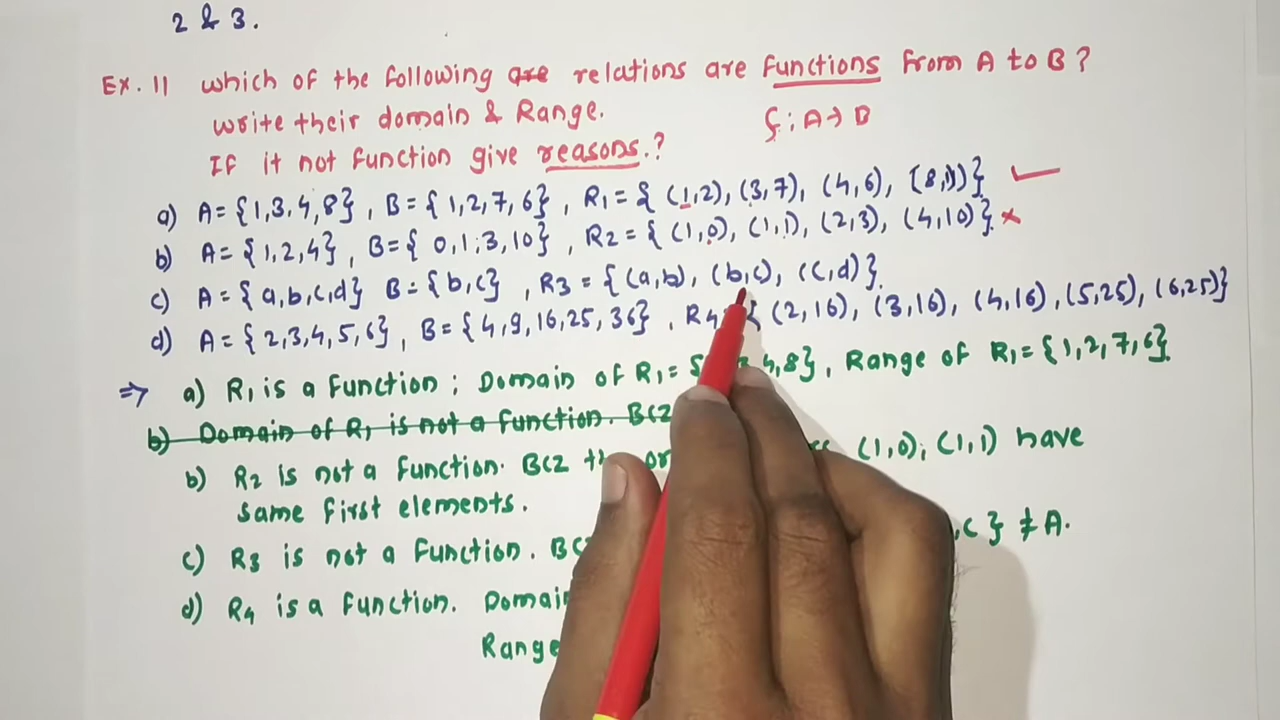 2 & 3.
Ex. 11 which of the following are relations are functions from A to B?
write their domain & Range. f: A→B
If it not function give reasons.?
a) A = {1,3,4,8}, B = {1,2,7,6}, R1 = {(1,2), (3,7), (4,6), (8,1)}
b) A = {1,2,4}, B = {0,1,3,10}, R2 = {(1,0), (1,1), (2,3), (4,10)}. ×
c) A = {a,b,c,d} B = {b,c}, R3 = {(a,b), (b,c), (c,d)}.
d) A = {2,3,4,5,6}, B = {4,9,16,25,36}, R4 { (2,16), (3,16), (4,16), (5,25), (6,25)}
⇒ a) R1 is a function; Domain of R1 = 4,8}, Range of R1 = {1,2,7,6}.
b) Domain of R1 is not a function. BCZ
b) R2 is not a function. BCZ (1,0); (1,1) have
same first elements.
c) R3 is not a function. c} ≠ A.
d) R4 is a function. Domain
Range